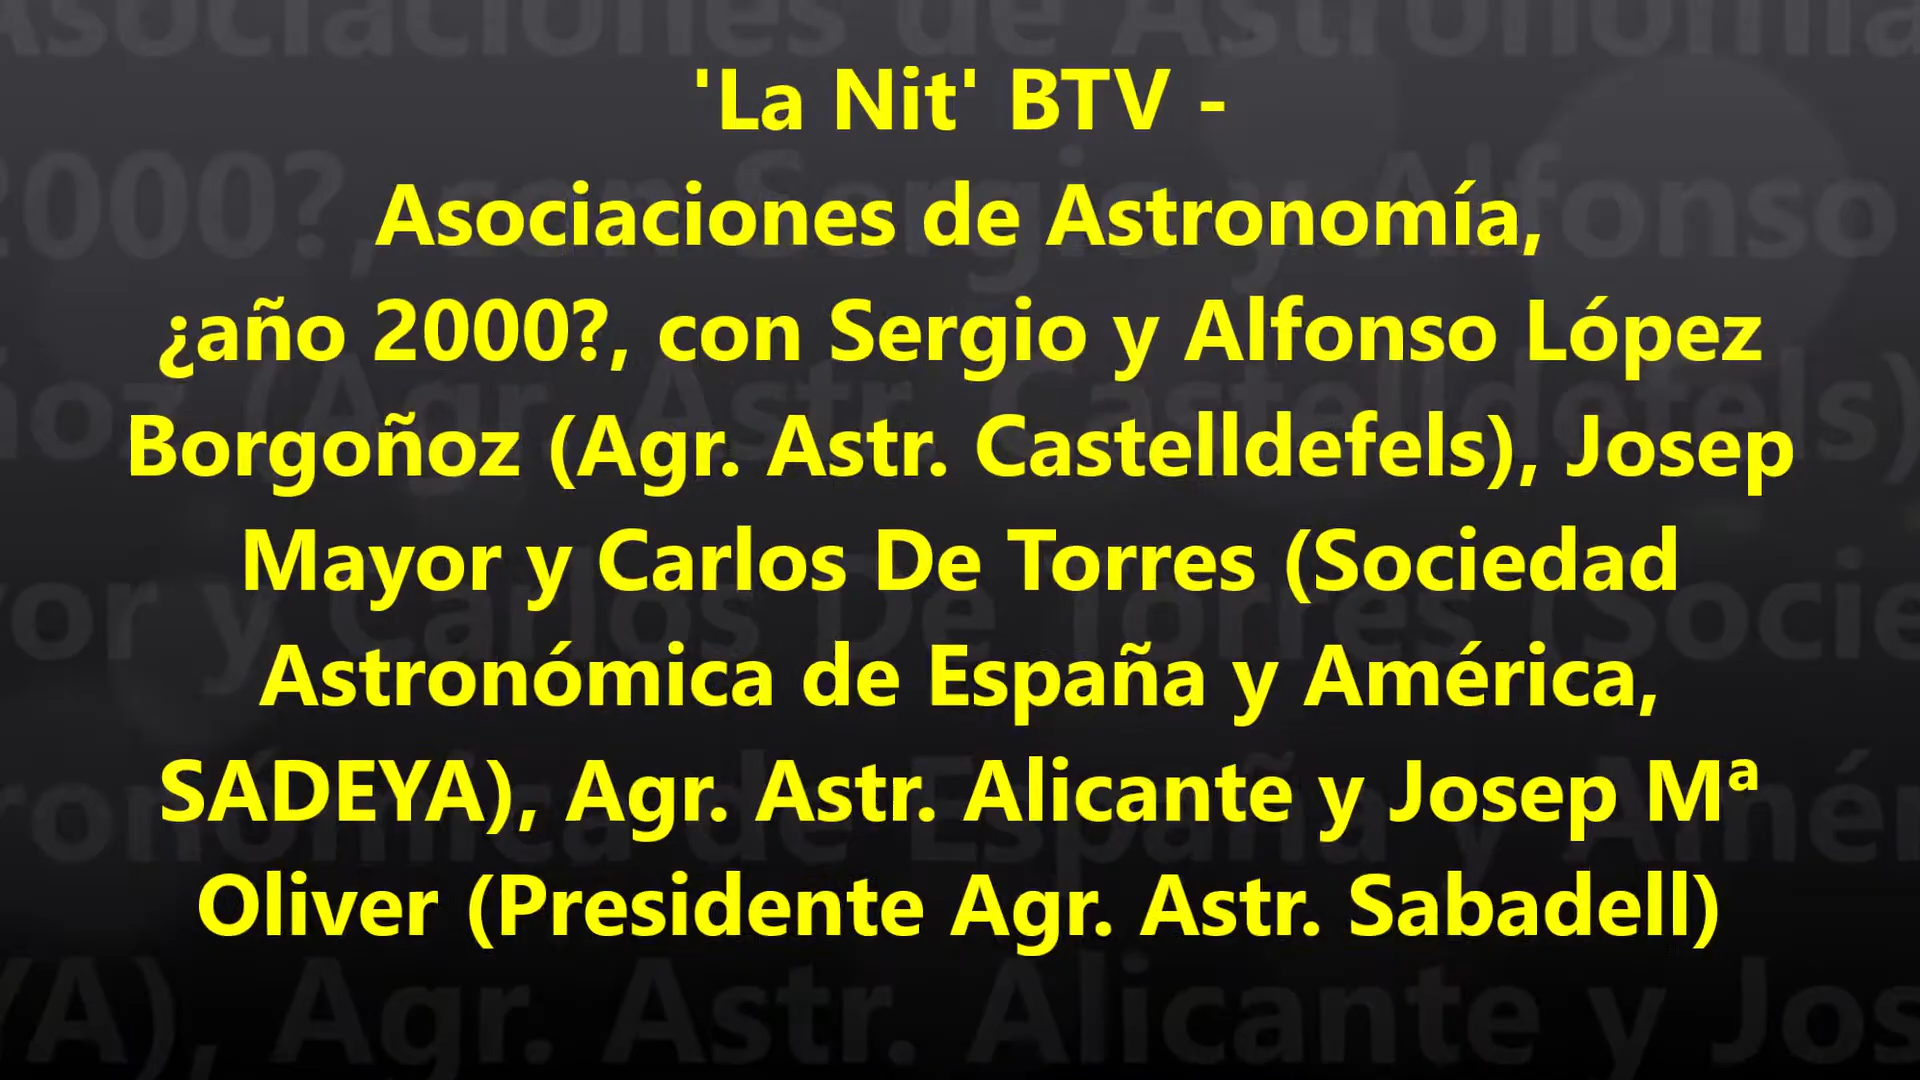 'La Nit' BTV -
Asociaciones de Astronomía,
¿año 2000?, con Sergio y Alfonso López
Borgoñoz (Agr. Astr. Castelldefels), Josep
Mayor y Carlos De Torres (Sociedad
Astronómica de España y América,
SADEYA), Agr. Astr. Alicante y Josep Mª
Oliver (Presidente Agr. Astr. Sabadell)